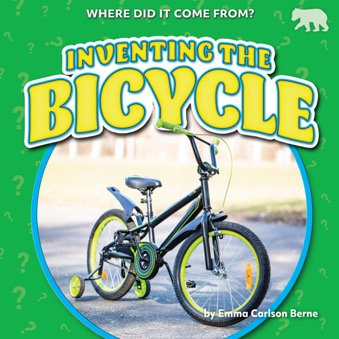 WHERE DID IT COME FROM?
INVENTING THE
BICYCLE
by Emma Carlson Berne